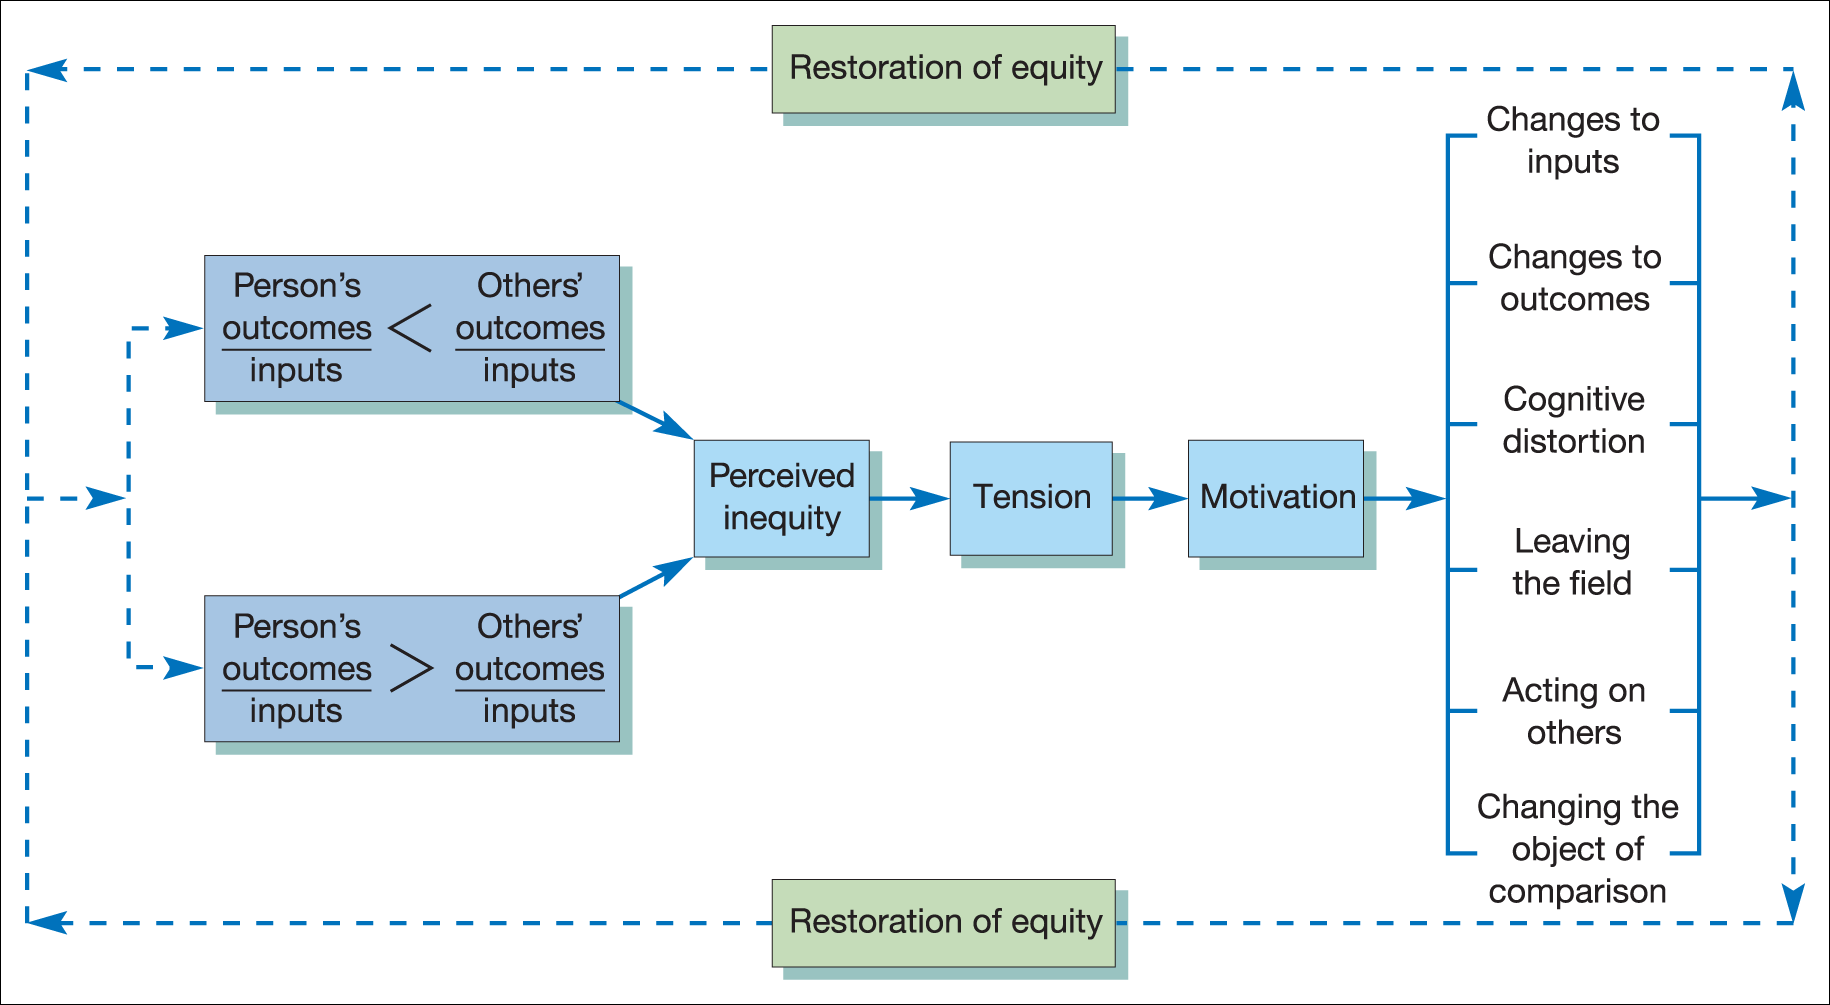 Restoration of equity
Person’s
outcomes
inputs
<
Others’
outcomes
inputs
Person’s
outcomes
inputs
>
Others’
outcomes
inputs
Perceived
inequity
Tension
Motivation
Changes to
inputs
Changes to
outcomes
Cognitive
distortion
Leaving
the field
Acting on
others
Changing the
object of
comparison
Restoration of equity